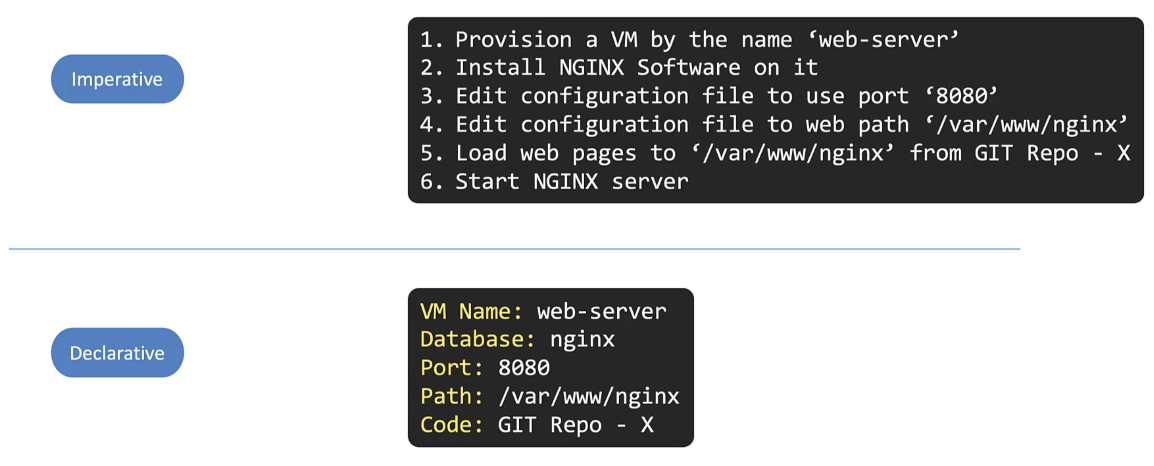 Imperative
1. Provision a VM by the name ‘web-server’
2. Install NGINX Software on it
3. Edit configuration file to use port ‘8080’
4. Edit configuration file to web path ‘/var/www/nginx’
5. Load web pages to ‘/var/www/nginx’ from GIT Repo - X
6. Start NGINX server
Declarative
VM Name: web-server
Database: nginx
Port: 8080
Path: /var/www/nginx
Code: GIT Repo - X